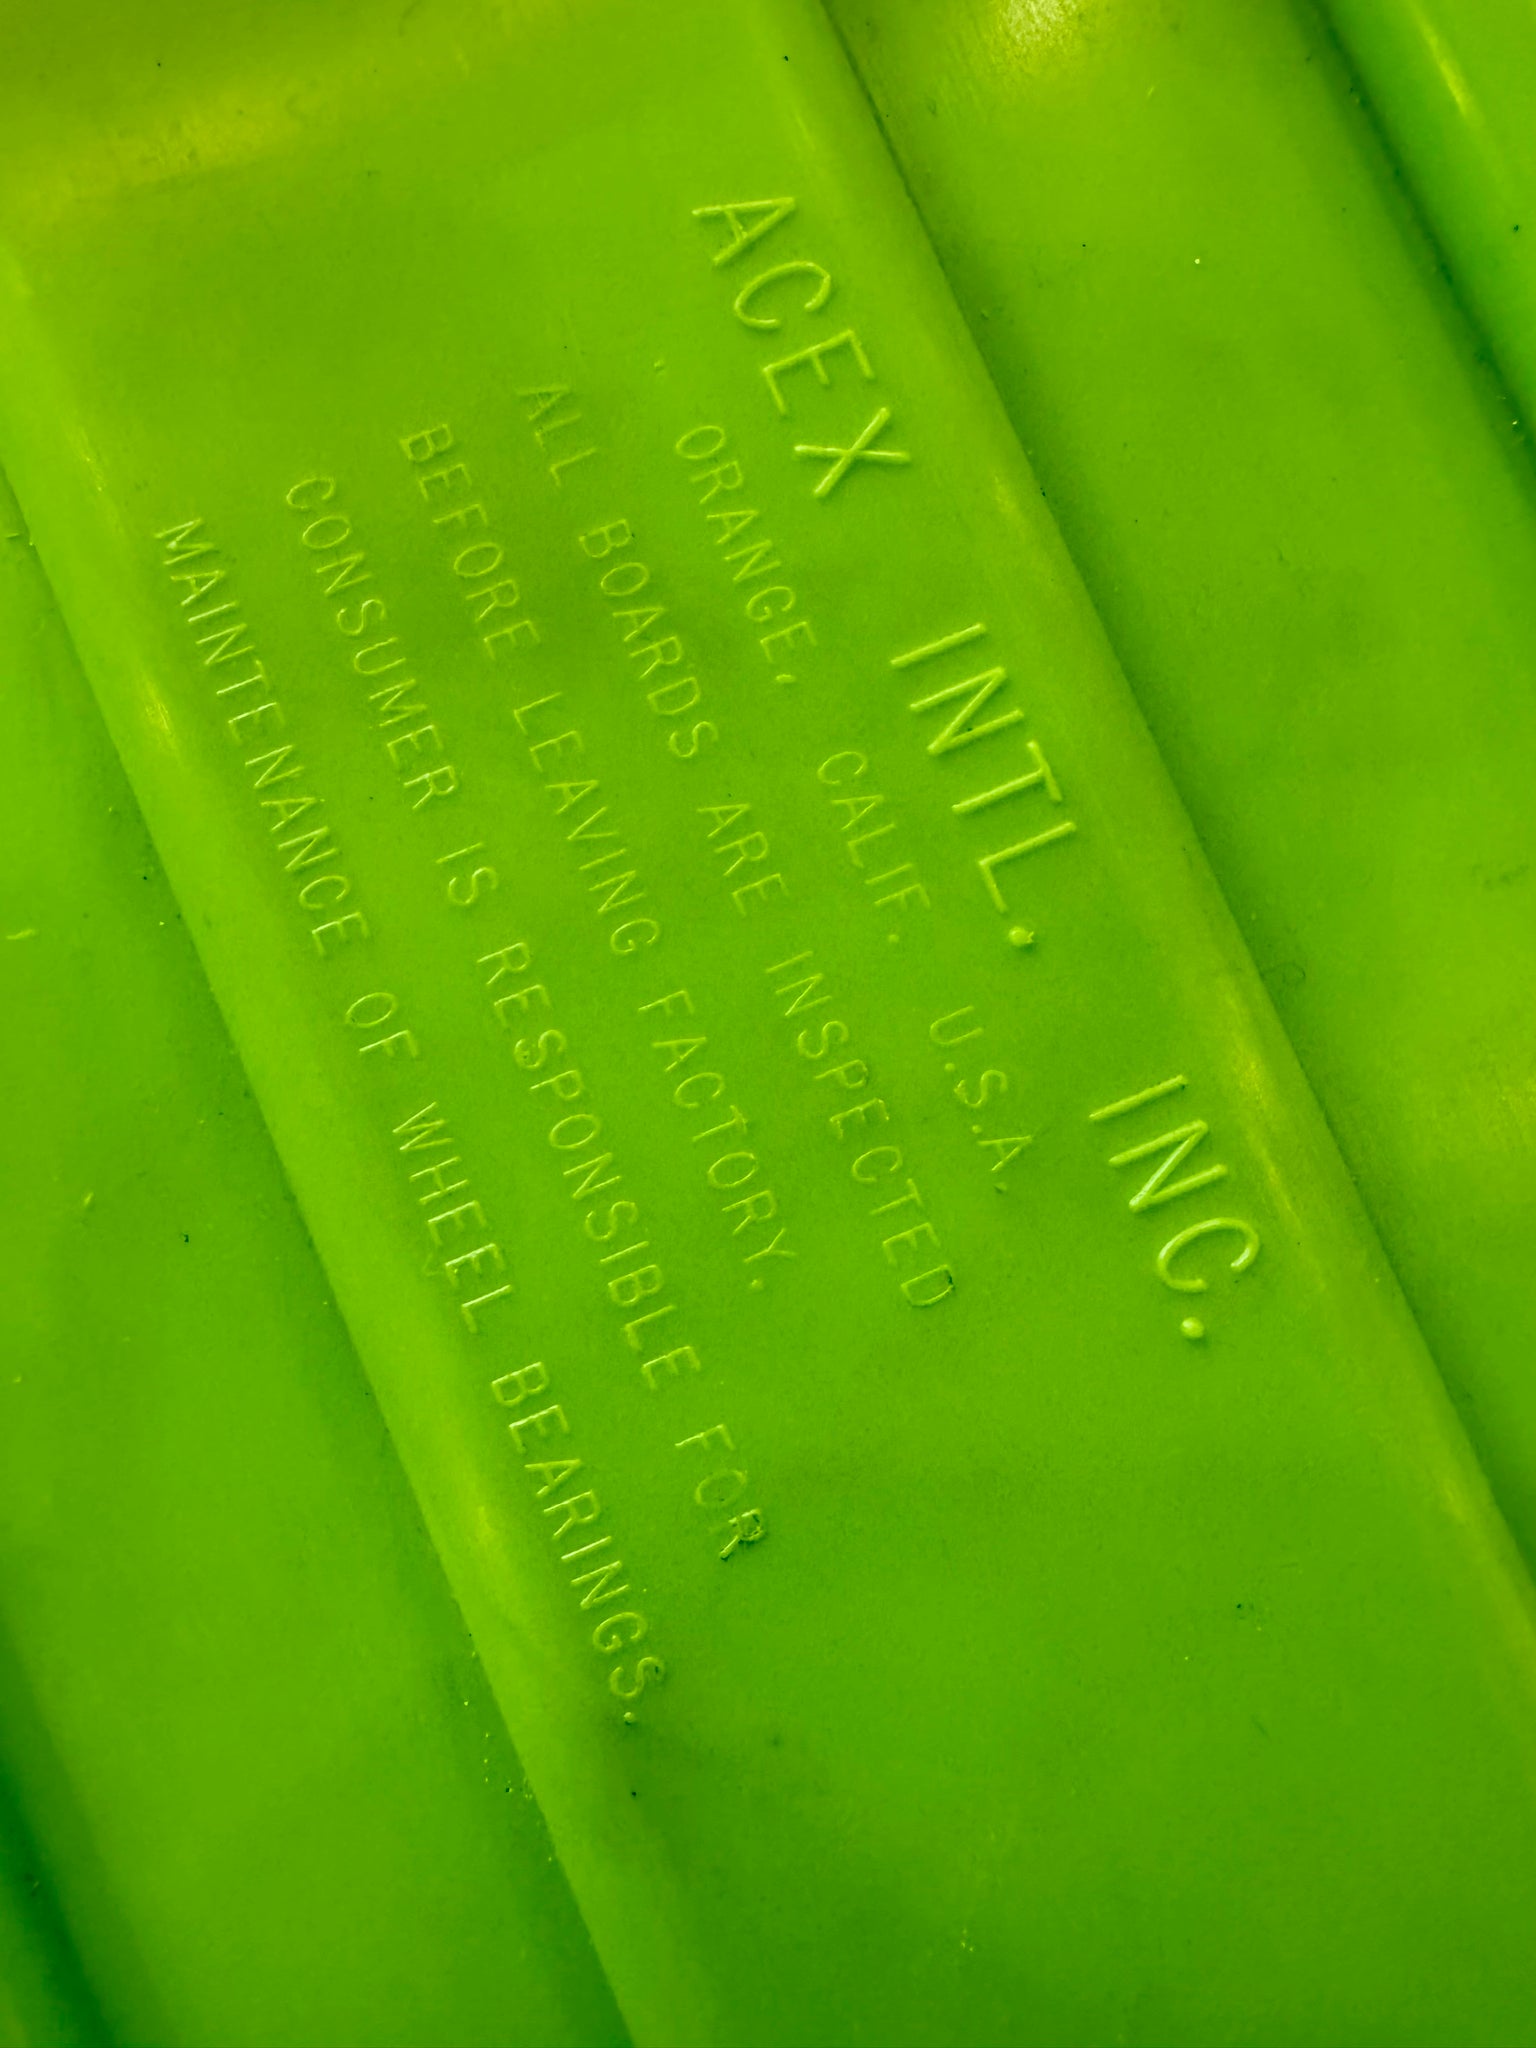 ACEX INTL. INC.
ORANGE, CALIF. U.S.A.
ALL BOARDS ARE INSPECTED
BEFORE LEAVING FACTORY.
CONSUMER IS RESPONSIBLE FOR
MAINTENANCE OF WHEEL BEARINGS.